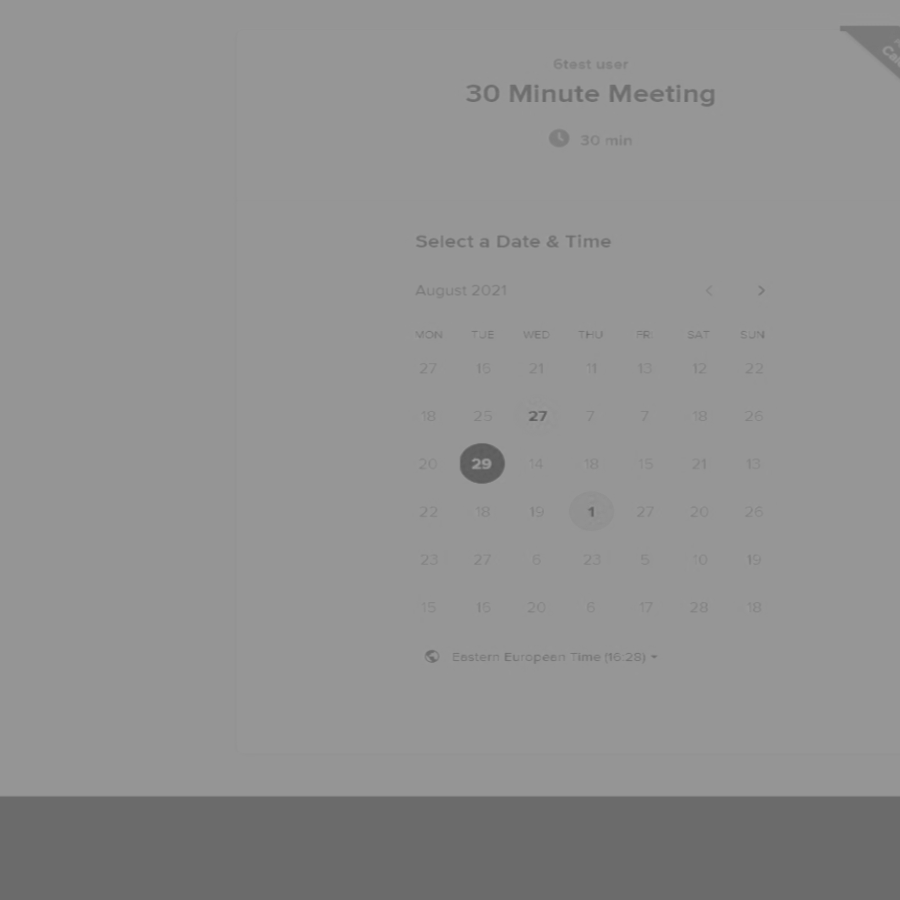 6test user
30 Minute Meeting
30 min
Select a Date & Time
August 2021
MON TUE WED THU FRI SAT SUN
27 16 21 11 13 12 22
18 25 27 7 7 18 26
20 29 14 18 15 21 13
22 18 19 1 27 20 26
23 27 6 23 5 10 19
15 16 20 6 17 28 18
Eastern European Time (16:28)